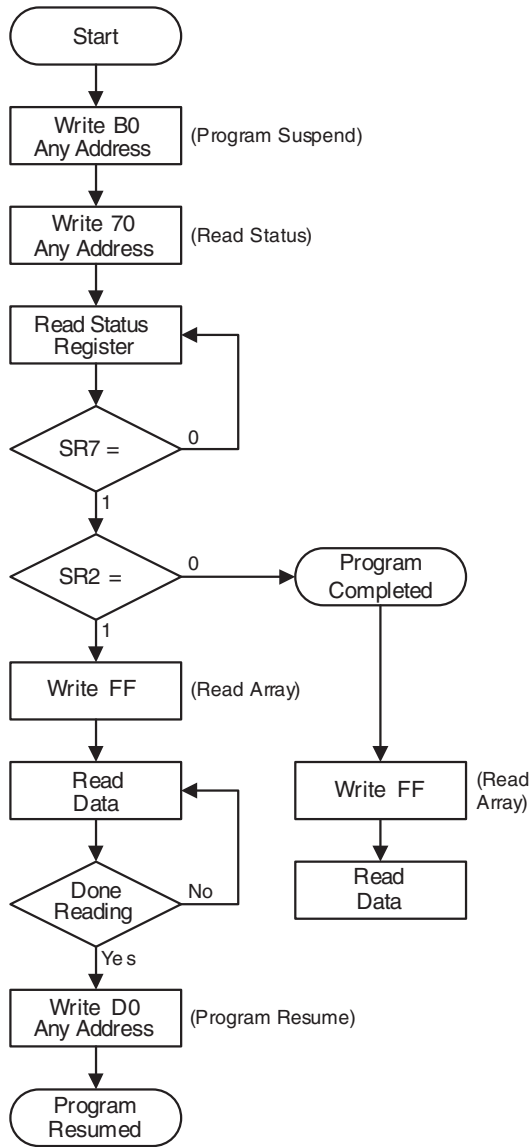 Start
Write B0
Any Address
(Program Suspend)
Write 70
Any Address
(Read Status)
Read Status
Register
SR7 =
0
1
SR2 =
0
Program
Completed
1
Write FF
(Read Array)
Read
Data
Write FF
(Read
Array)
Done
Reading
No
Read
Data
Yes
Write D0
Any Address
(Program Resume)
Program
Resumed